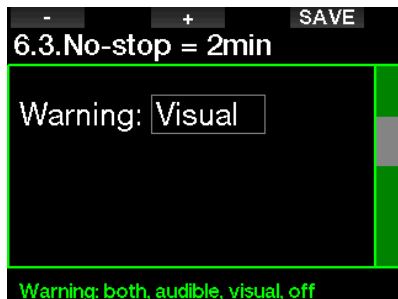 - + SAVE
6.3.No-stop = 2min
Warning: Visual
Warning: both, audible, visual, off